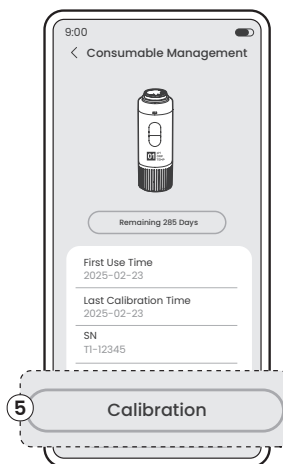 9:00
Consumable Management
01
Remaining 285 Days
First Use Time
2025-02-23
Last Calibration Time
2025-02-23
SN
T1-12345
5
Calibration